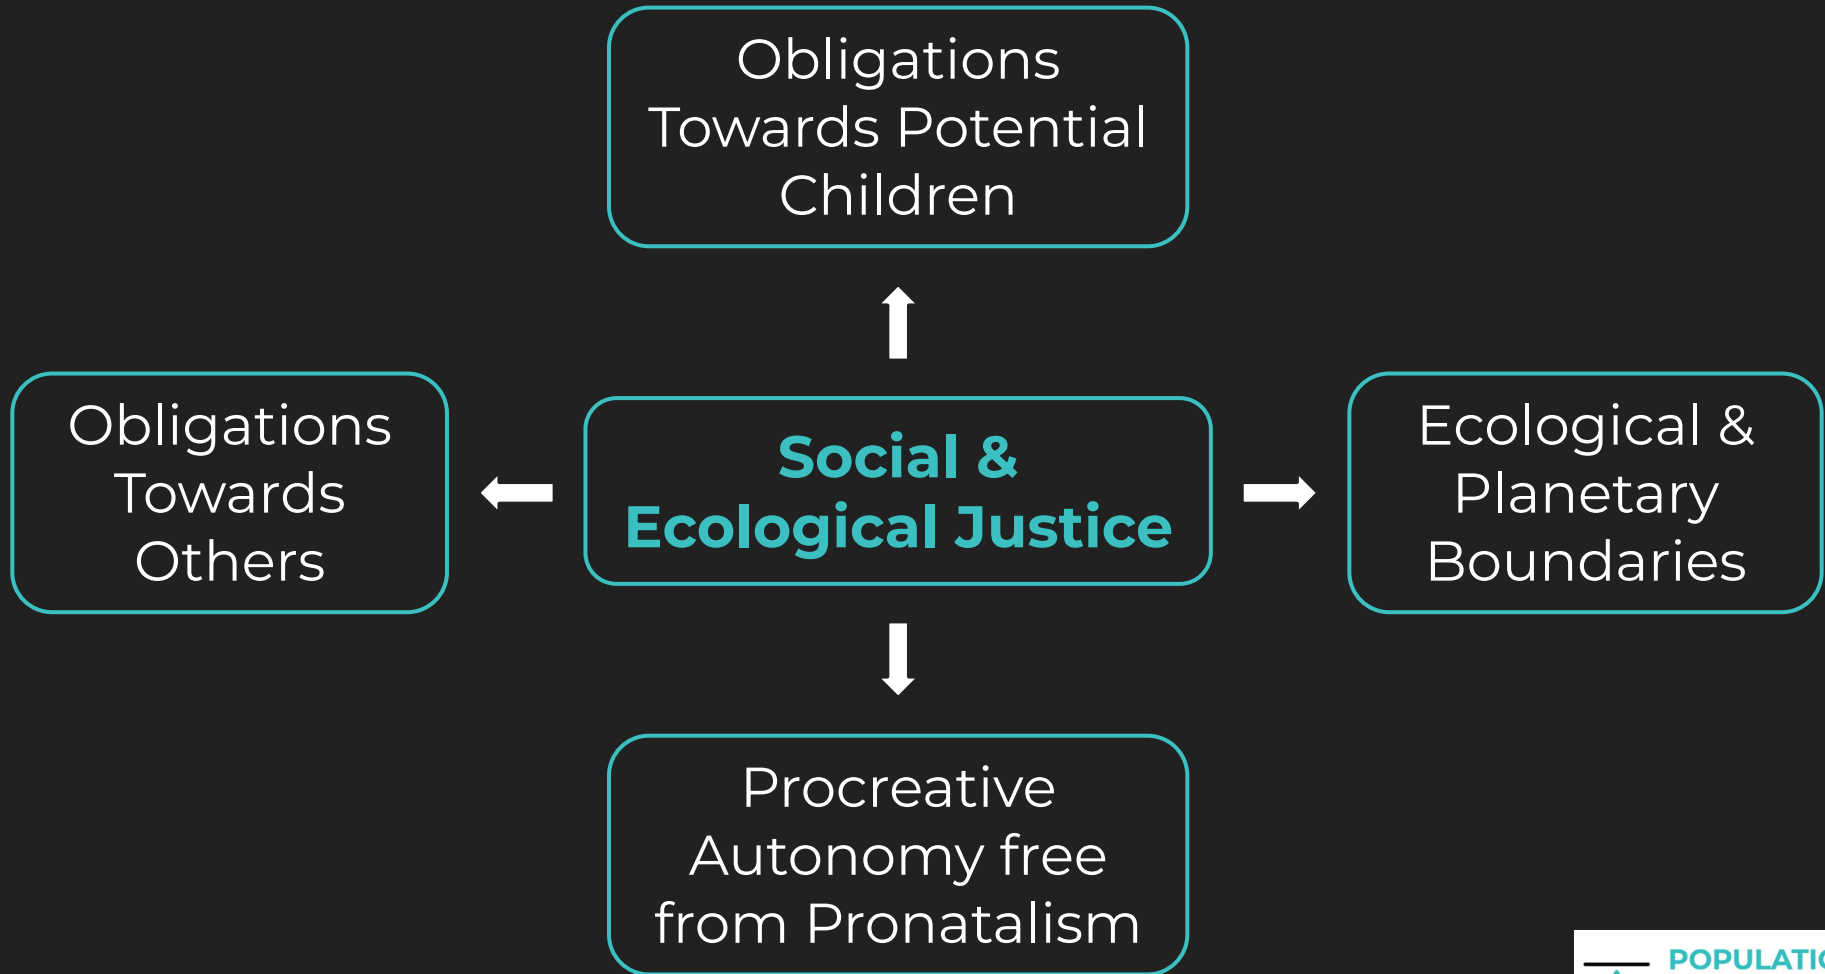 Obligations
Towards Potential
Children
Obligations
Towards
Others
Social &
Ecological Justice
Ecological &
Planetary
Boundaries
Procreative
Autonomy free
from Pronatalism